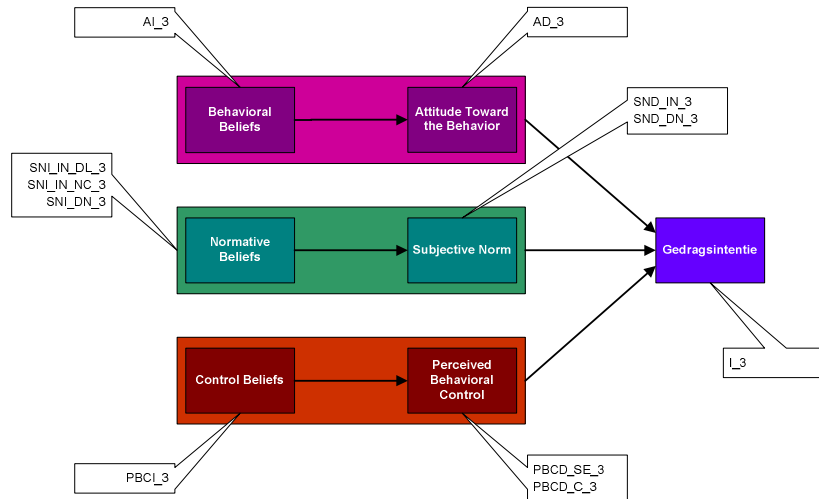 AI_3
AD_3
Behavioral
Beliefs
Attitude Toward
the Behavior
SND_IN_3
SND_DN_3
SNI_IN_DL_3
SNI_IN_NC_3
SNI_DN_3
Normative
Beliefs
Subjective Norm
Gedragsintentie
Control Beliefs
Perceived
Behavioral
Control
I_3
PBCI_3
PBCD_SE_3
PBCD_C_3